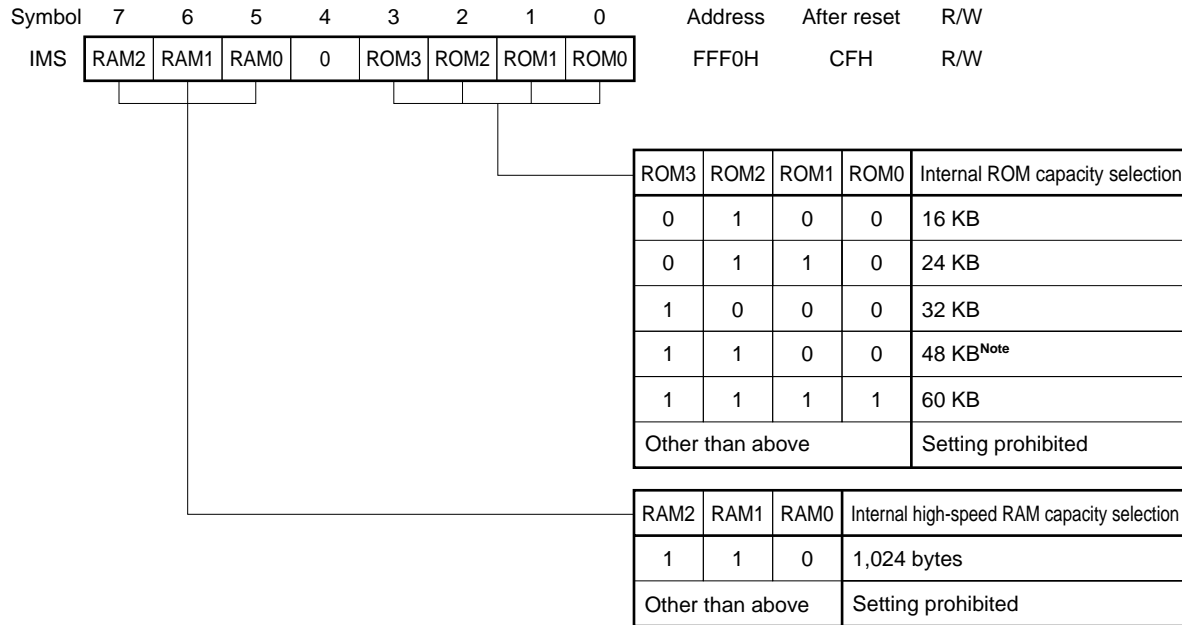 Symbol 7 6 5 4 3 2 1 0 Address After reset R/W
IMS RAM2 RAM1 RAM0 0 ROM3 ROM2 ROM1 ROM0 FFF0H CFH R/W
ROM3 ROM2 ROM1 ROM0 Internal ROM capacity selection
0 1 0 0 16 KB
0 1 1 0 24 KB
1 0 0 0 32 KB
1 1 0 0 48 KBNote
1 1 1 1 60 KB
Other than above Setting prohibited
RAM2 RAM1 RAM0 Internal high-speed RAM capacity selection
1 1 0 1,024 bytes
Other than above Setting prohibited